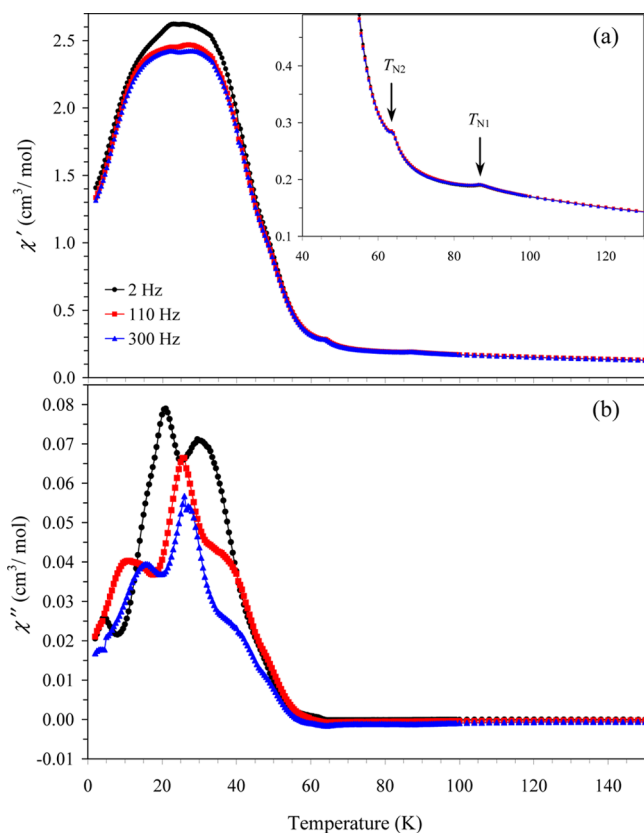 (a)
0.4
T_N2
T_N1
0.3
0.2
0.1
40 60 80 100 120
2.5
2.0
1.5
1.0
0.5
0.0
χ′ (cm³/ mol)
2 Hz
110 Hz
300 Hz
(b)
0.08
0.07
0.06
0.05
0.04
0.03
0.02
0.01
0.00
-0.01
χ″ (cm³/ mol)
0 20 40 60 80 100 120 140
Temperature (K)